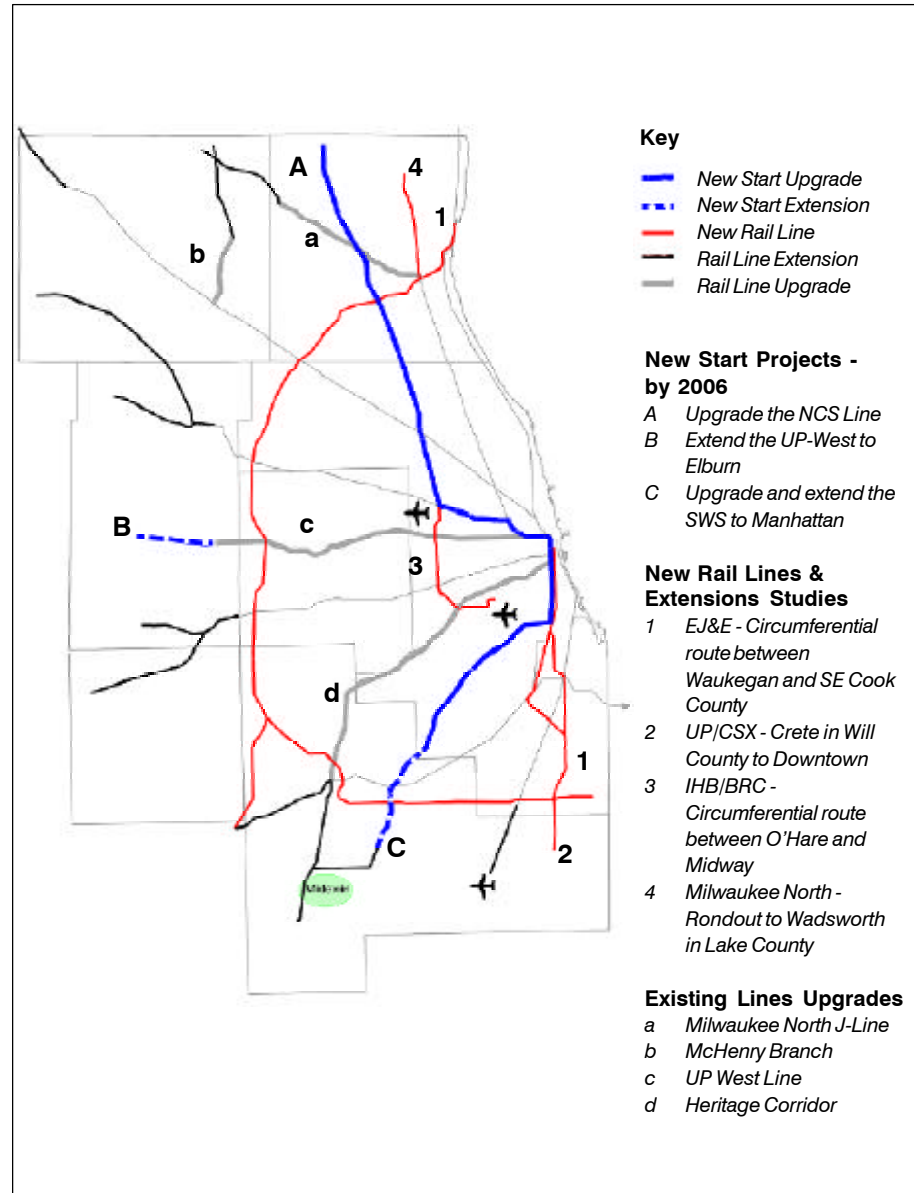 A
4
1
a
b
B
c
3
d
1
C
2
Key
New Start Upgrade
New Start Extension
New Rail Line
Rail Line Extension
Rail Line Upgrade
New Start Projects -
by 2006
A Upgrade the NCS Line
B Extend the UP-West to
Elburn
C Upgrade and extend the
SWS to Manhattan
New Rail Lines &
Extensions Studies
1 EJ&E - Circumferential
route between
Waukegan and SE Cook
County
2 UP/CSX - Crete in Will
County to Downtown
3 IHB/BRC -
Circumferential route
between O'Hare and
Midway
4 Milwaukee North -
Rondout to Wadsworth
in Lake County
Existing Lines Upgrades
a Milwaukee North J-Line
b McHenry Branch
c UP West Line
d Heritage Corridor